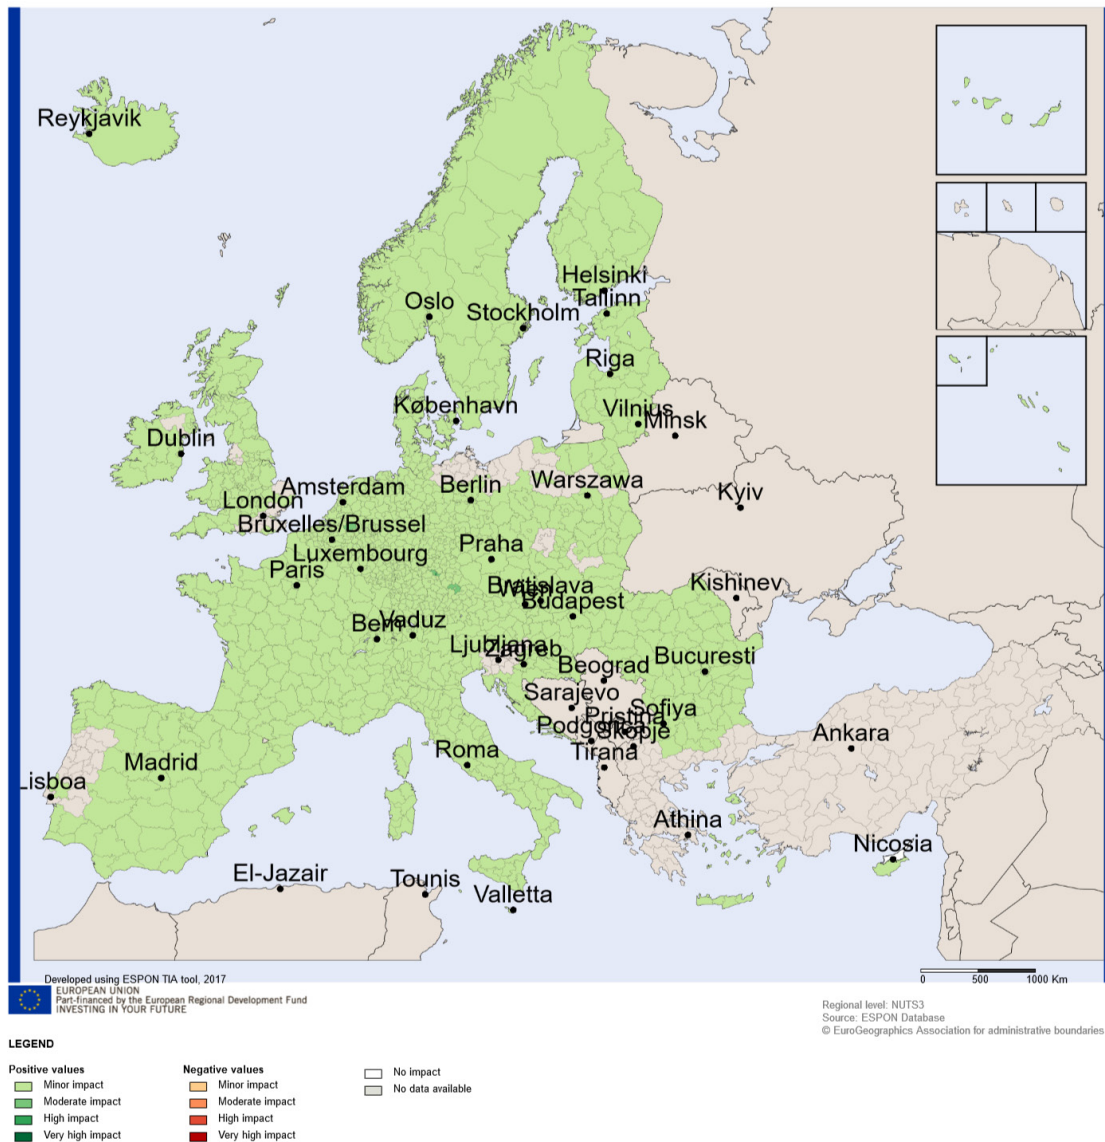 Reykjavik
Helsinki
Tallinn
Oslo
Stockholm
Riga
København
Vilnius
Minsk
Dublin
Amsterdam
Berlin
Warszawa
London
Kyiv
Bruxelles/Brussel
Praha
Luxembourg
Paris
Bratislava
Wien
Kishinev
Budapest
Vaduz
Bern
Ljubljana
Zagreb
Bucuresti
Beograd
Sarajevo
Sofiya
Pristina
Podgorica
Skopje
Ankara
Roma
Tirana
Madrid
Lisboa
Athina
Nicosia
El-Jazair
Tounis
Valletta
Developed using ESPON TIA tool, 2017
0 500 1000 Km
EUROPEAN UNION
Part-financed by the European Regional Development Fund
INVESTING IN YOUR FUTURE
Regional level: NUTS3
Source: ESPON Database
© EuroGeographics Association for administrative boundaries
LEGEND
Positive values
Minor impact
Moderate impact
High impact
Very high impact
Negative values
Minor impact
Moderate impact
High impact
Very high impact
No impact
No data available